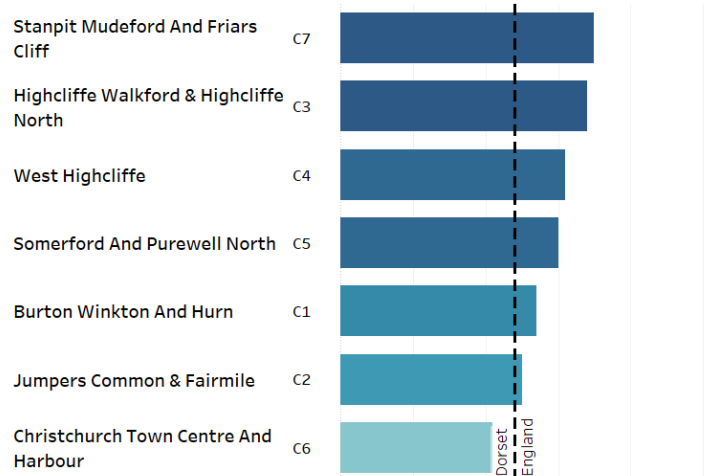 Stanpit Mudeford And Friars
Cliff
C7
Highcliffe Walkford & Highcliffe
North
C3
West Highcliffe
C4
Somerford And Purewell North
C5
Burton Winkton And Hurn
C1
Jumpers Common & Fairmile
C2
Christchurch Town Centre And
Harbour
C6
Dorset
England